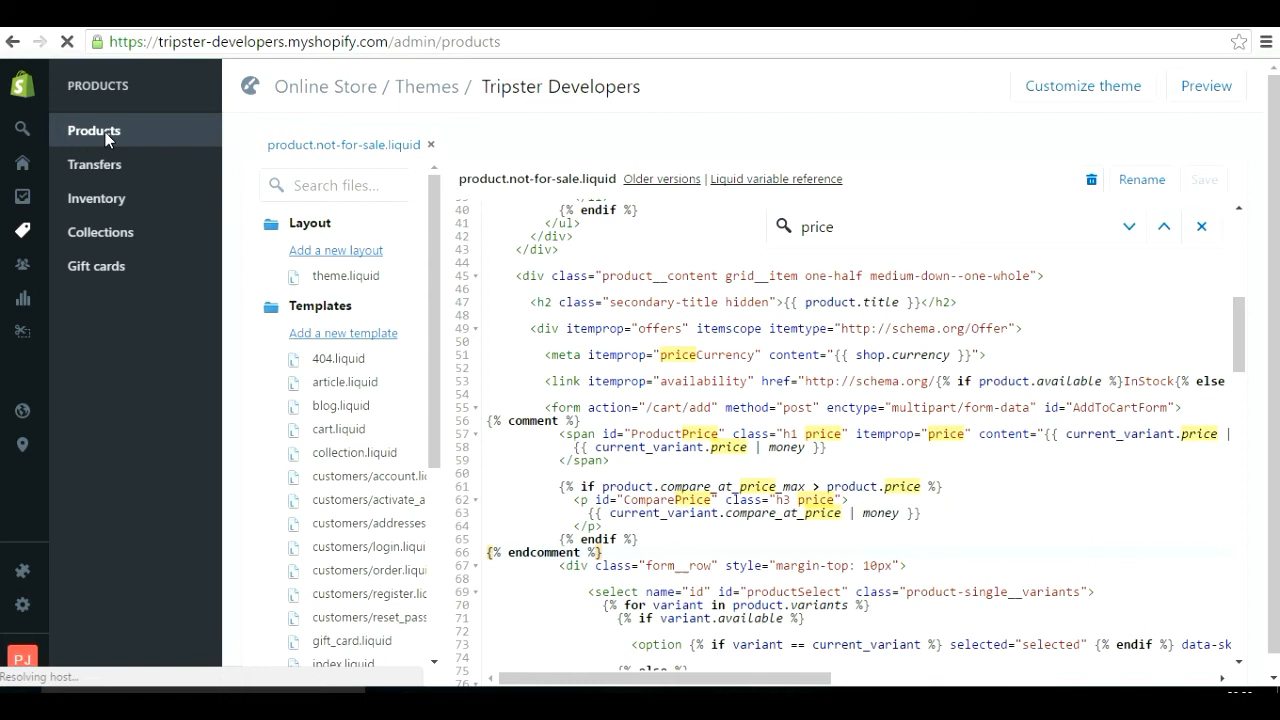 https://tripster-developers.myshopify.com/admin/products
PRODUCTS
Products
Transfers
Inventory
Collections
Gift cards
PJ
Resolving host...
Online Store / Themes / Tripster Developers
Customize theme
Preview
product.not-for-sale.liquid ×
Search files...
Layout
Add a new layout
theme.liquid
Templates
Add a new template
404.liquid
article.liquid
blog.liquid
cart.liquid
collection.liquid
customers/account.lic
customers/activate_a
customers/addresses
customers/login.liqui
customers/order.liqui
customers/register.lic
customers/reset_pass
gift_card.liquid
index.liquid
product.not-for-sale.liquid Older versions | Liquid variable reference
Rename
Save
price
40 {% endif %}
41 </ul>
42 </div>
43 </div>
44
45 <div class="product__content grid__item one-half medium-down--one-whole">
46
47 <h2 class="secondary-title hidden">{{ product.title }}</h2>
48
49 <div itemprop="offers" itemscope itemtype="http://schema.org/Offer">
50
51 <meta itemprop="priceCurrency" content="{{ shop.currency }}">
52
53 <link itemprop="availability" href="http://schema.org/{% if product.available %}InStock{% else
54
55 <form action="/cart/add" method="post" enctype="multipart/form-data" id="AddToCartForm">
56 {% comment %}
57 <span id="ProductPrice" class="h1 price" itemprop="price" content="{{ current_variant.price |
58 {{ current_variant.price | money }}
59 </span>
60
61 {% if product.compare_at_price_max > product.price %}
62 <p id="ComparePrice" class="h3 price">
63 {{ current_variant.compare_at_price | money }}
64 </p>
65 {% endif %}
66 {% endcomment %}
67 <div class="form__row" style="margin-top: 10px">
68
69 <select name="id" id="productSelect" class="product-single__variants">
70 {% for variant in product.variants %}
71 {% if variant.available %}
72
73 <option {% if variant == current_variant %} selected="selected" {% endif %} data-sk
74
75 {% else %}
76